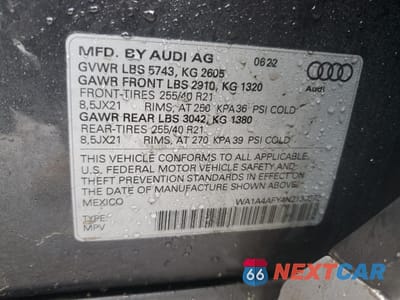 MFD. BY AUDI AG 06.22
GVWR LBS 5743, KG 2605
GAWR FRONT LBS 2910, KG 1320
FRONT-TIRES 255/40 R21
8,5JX21 RIMS, AT 250 KPA 36 PSI COLD
GAWR REAR LBS 3042, KG 1380
REAR-TIRES 255/40 R21
8,5JX21 RIMS, AT 270 KPA 39 PSI COLD
Audi
THIS VEHICLE CONFORMS TO ALL APPLICABLE
U.S. FEDERAL MOTOR VEHICLE SAFETY AND
THEFT PREVENTION STANDARDS IN EFFECT ON
THE DATE OF MANUFACTURE SHOWN ABOVE.
MEXICO
TYPE:
MPV
66 NEXTCAR